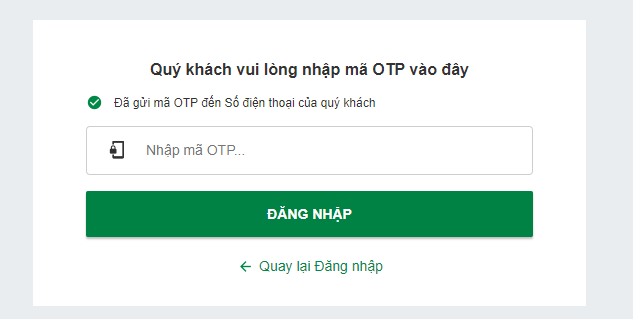 Quý khách vui lòng nhập mã OTP vào đây
Đã gửi mã OTP đến Số điện thoại của quý khách
Nhập mã OTP...
ĐĂNG NHẬP
Quay lại Đăng nhập